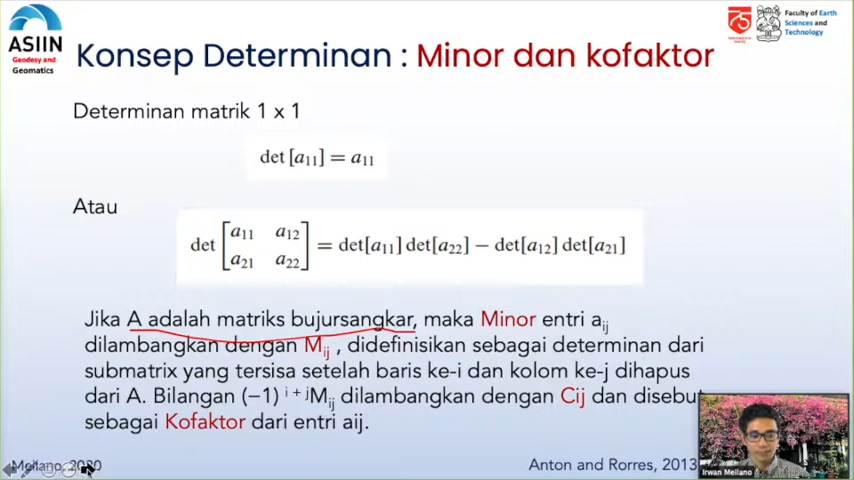 ASIIN
Geodesy and
Geomatics
Konsep Determinan : Minor dan kofaktor
75
Faculty of Earth
Sciences and
Technology
Determinan matrik 1 x 1
det [a₁₁] = a₁₁
Atau
det [a₁₁ a₁₂
a₂₁ a₂₂] = det[a₁₁] det[a₂₂] − det[a₁₂] det[a₂₁]
Jika A adalah matriks bujursangkar, maka Minor entri aᵢⱼ
dilambangkan dengan Mᵢⱼ , didefinisikan sebagai determinan dari
submatrix yang tersisa setelah baris ke-i dan kolom ke-j dihapus
dari A. Bilangan (−1) ⁱ ⁺ ʲMᵢⱼ dilambangkan dengan Cij dan disebut
sebagai Kofaktor dari entri aij.
Meilano, 2020
Anton and Rorres, 2013
Irwan Meilano